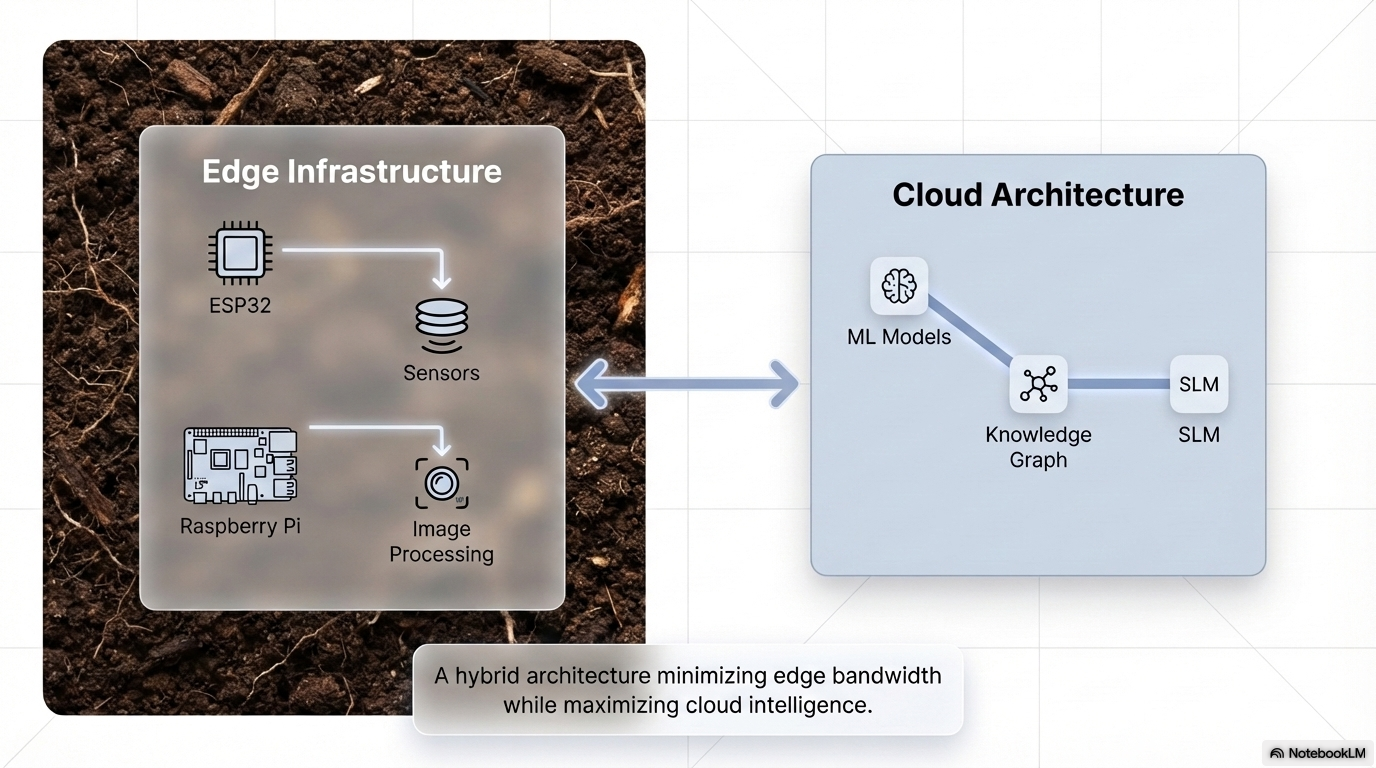 Edge Infrastructure
ESP32
Sensors
Raspberry Pi
Image
Processing
Cloud Architecture
ML Models
Knowledge
Graph
SLM
SLM
A hybrid architecture minimizing edge bandwidth
while maximizing cloud intelligence.
NotebookLM